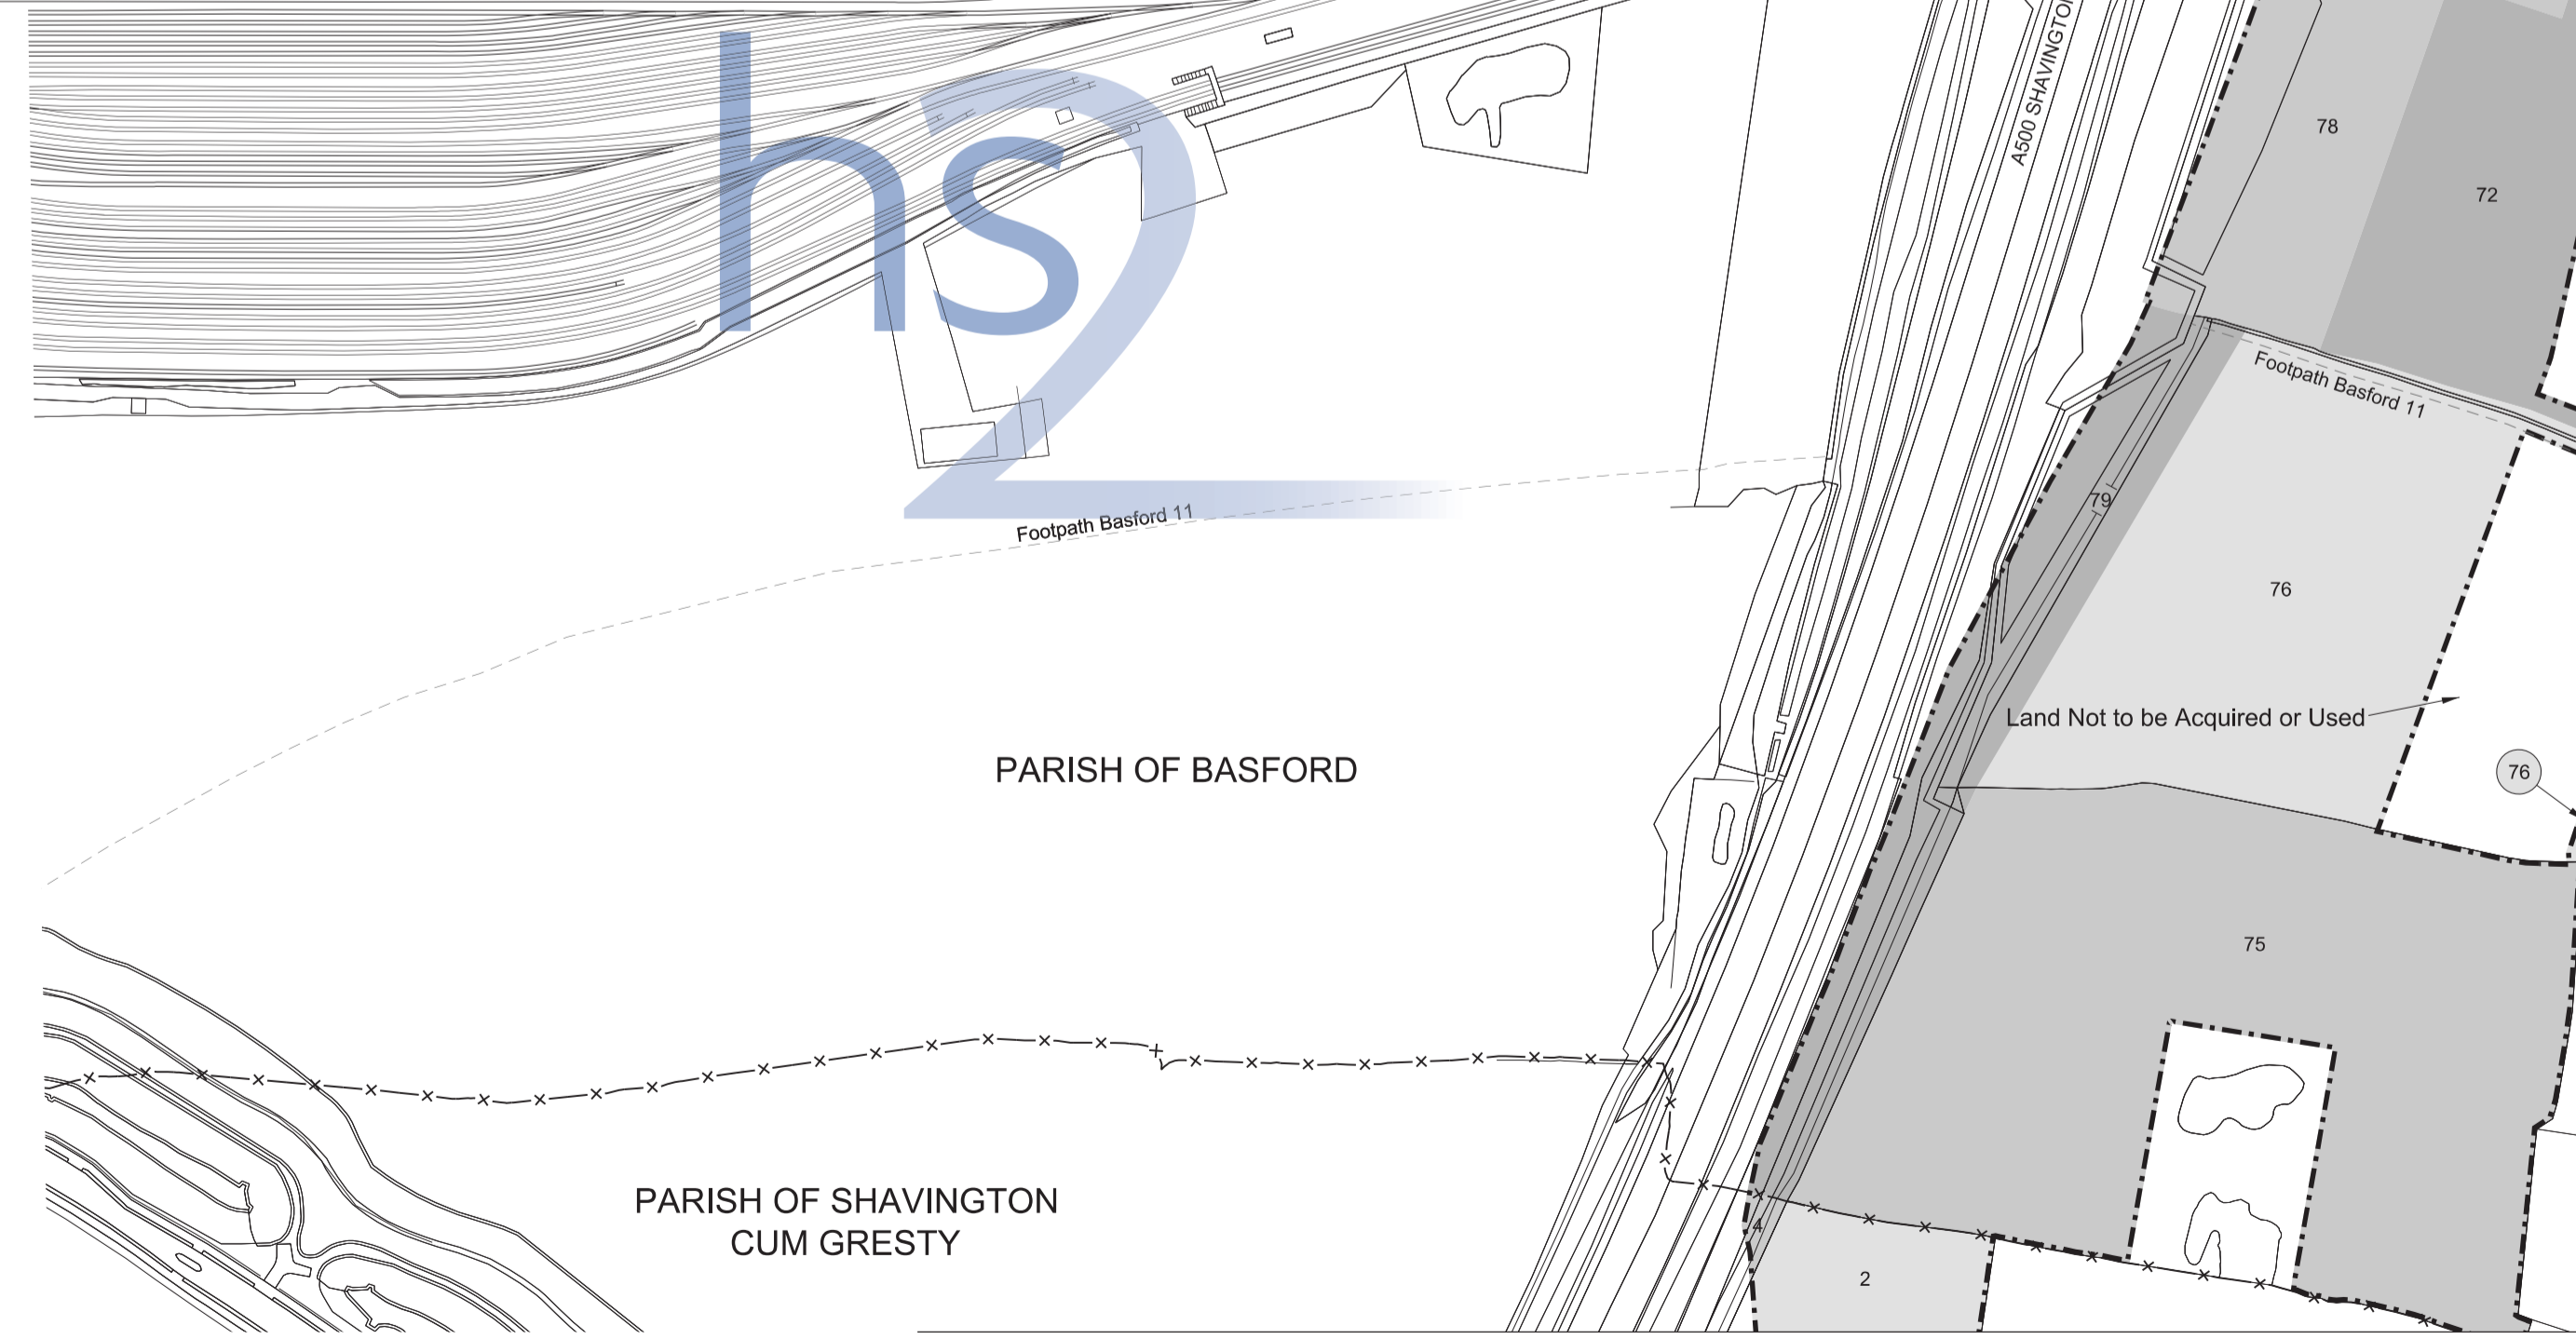 hs2
A500 SHAVINGTO
78
72
Footpath Basford 11
79
Footpath Basford 11
76
Land Not to be Acquired or Used
PARISH OF BASFORD
76
75
PARISH OF SHAVINGTON
CUM GRESTY
4
2